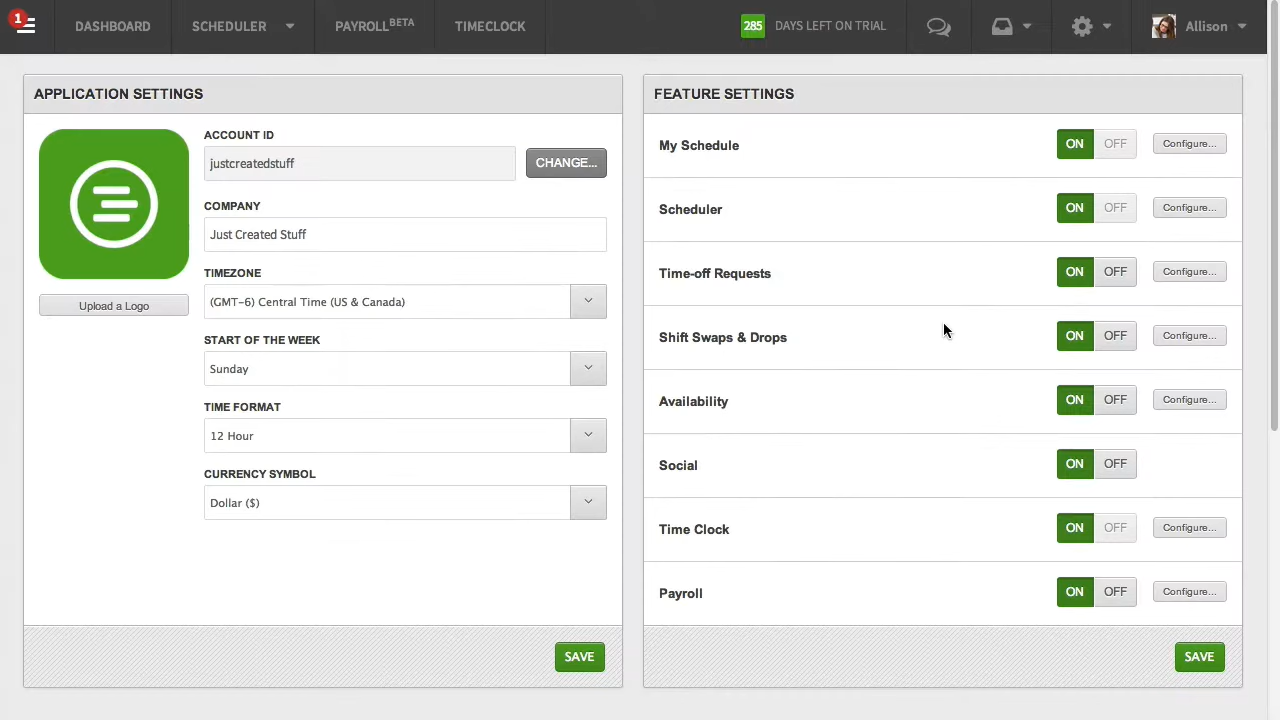 1
DASHBOARD
SCHEDULER
PAYROLL BETA
TIMECLOCK
285 DAYS LEFT ON TRIAL
Allison
APPLICATION SETTINGS
ACCOUNT ID
justcreatedstuff CHANGE...
COMPANY
Just Created Stuff
TIMEZONE
(GMT-6) Central Time (US & Canada)
Upload a Logo
START OF THE WEEK
Sunday
TIME FORMAT
12 Hour
CURRENCY SYMBOL
Dollar ($)
SAVE
FEATURE SETTINGS
My Schedule ON OFF Configure...
Scheduler ON OFF Configure...
Time-off Requests ON OFF Configure...
Shift Swaps & Drops ON OFF Configure...
Availability ON OFF Configure...
Social ON OFF
Time Clock ON OFF Configure...
Payroll ON OFF Configure...
SAVE